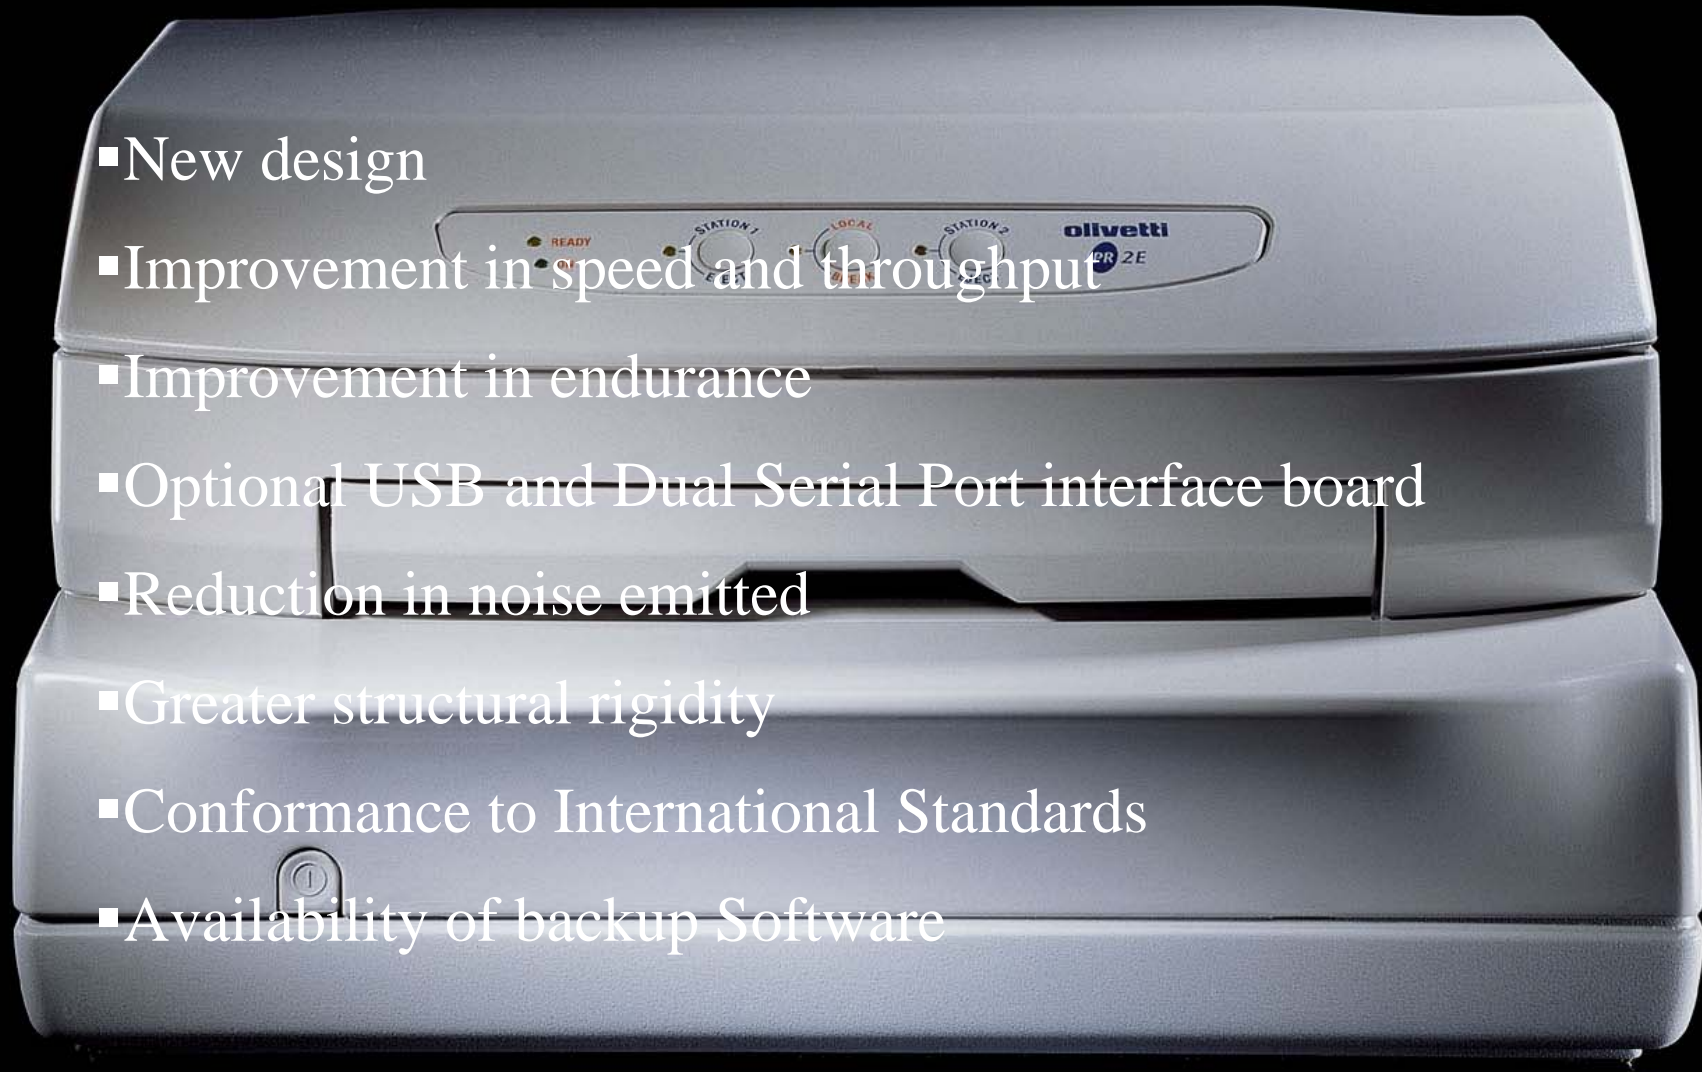 ▪New design
STATION 1 LOCAL STATION 2 olivetti
READY
PR 2E
▪Improvement in speed and throughput
▪Improvement in endurance
▪Optional USB and Dual Serial Port interface board
▪Reduction in noise emitted
▪Greater structural rigidity
▪Conformance to International Standards
▪Availability of backup Software